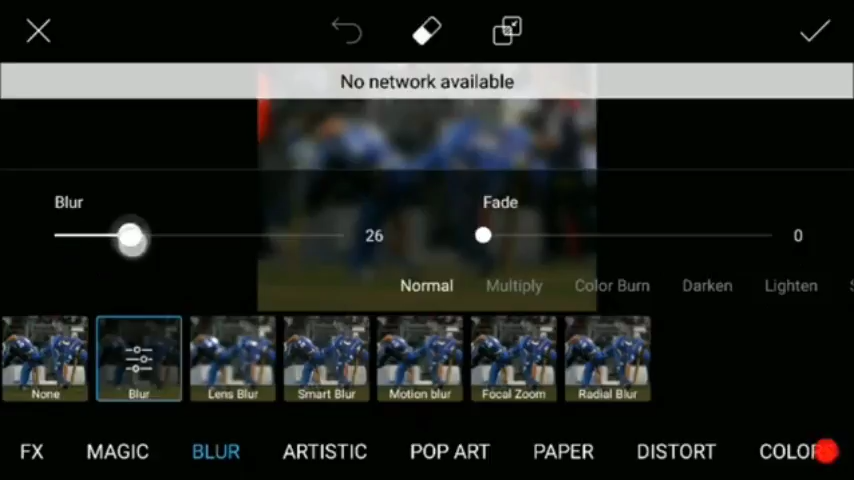 No network available
Blur
Fade
26
0
Normal Multiply Color Burn Darken Lighten
None Blur Lens Blur Smart Blur Motion blur Focal Zoom Radial Blur
FX MAGIC BLUR ARTISTIC POP ART PAPER DISTORT COLOR